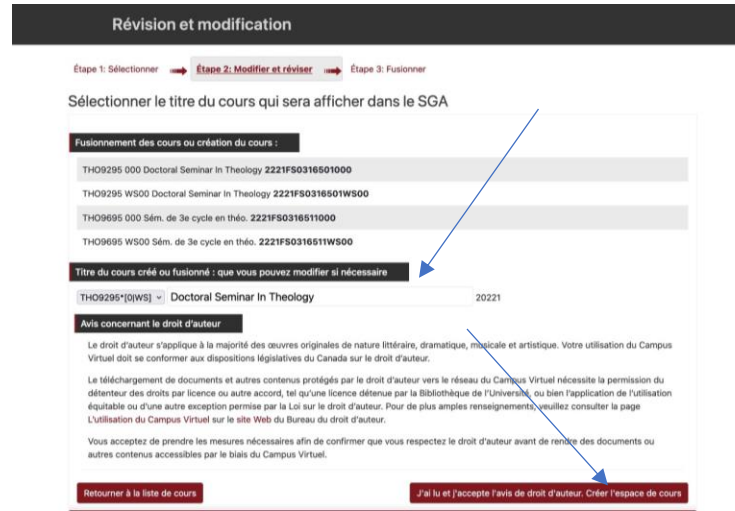 Révision et modification
Étape 1: Sélectionner Étape 2: Modifier et réviser Étape 3: Fusionner
Sélectionner le titre du cours qui sera afficher dans le SGA
Fusionnement des cours ou création du cours :
THO9295 000 Doctoral Seminar In Theology 2221FS0316501000
THO9295 WS00 Doctoral Seminar In Theology 2221FS0316501WS00
THO9695 000 Sém. de 3e cycle en théo. 2221FS0316511000
THO9695 WS00 Sém. de 3e cycle en théo. 2221FS0316511WS00
Titre du cours créé ou fusionné : que vous pouvez modifier si nécessaire
THO9295*[0|WS] Doctoral Seminar In Theology 20221
Avis concernant le droit d'auteur
Le droit d'auteur s'applique à la majorité des œuvres originales de nature littéraire, dramatique, musicale et artistique. Votre utilisation du Campus
Virtuel doit se conformer aux dispositions législatives du Canada sur le droit d'auteur.
Le téléchargement de documents et autres contenus protégés par le droit d'auteur vers le réseau du Campus Virtuel nécessite la permission du
détenteur des droits par licence ou autre accord, tel qu'une licence détenue par la Bibliothèque de l'Université, ou bien l'application de l'utilisation
équitable ou d'une autre exception permise par la Loi sur le droit d'auteur. Pour de plus amples renseignements, veuillez consulter la page
L'utilisation du Campus Virtuel sur le site Web du Bureau du droit d'auteur.
Vous acceptez de prendre les mesures nécessaires afin de confirmer que vous respectez le droit d'auteur avant de rendre des documents ou
autres contenus accessibles par le biais du Campus Virtuel.
Retourner à la liste de cours J'ai lu et j'accepte l'avis de droit d'auteur. Créer l'espace de cours